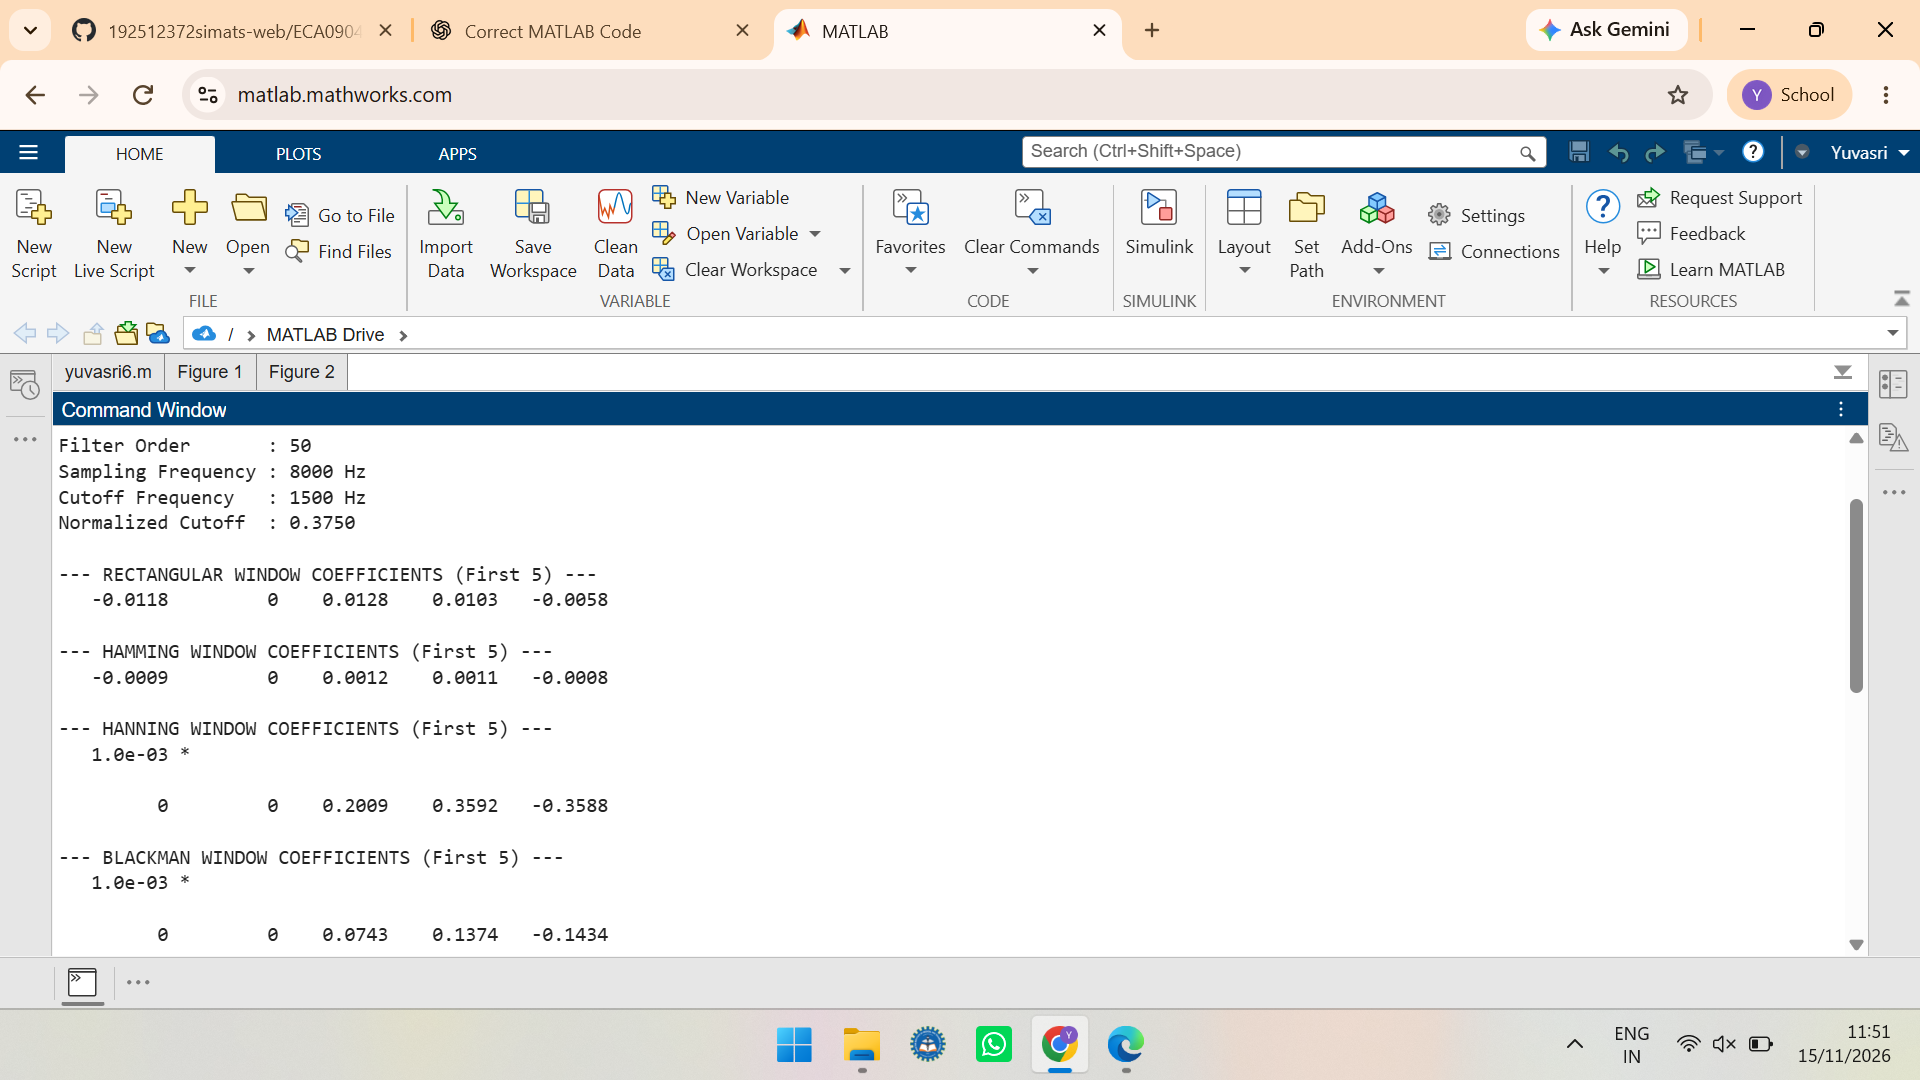 192512372simats-web/ECA0904
Correct MATLAB Code
MATLAB
Ask Gemini
matlab.mathworks.com
Y School
HOME PLOTS APPS
Search (Ctrl+Shift+Space)
Yuvasri
New Script
New Live Script
New
Open
Go to File
Find Files
FILE
Import Data
Save Workspace
Clean Data
New Variable
Open Variable
Clear Workspace
VARIABLE
Favorites
Clear Commands
CODE
Simulink
SIMULINK
Layout
Set Path
Add-Ons
Settings
Connections
ENVIRONMENT
Help
Request Support
Feedback
Learn MATLAB
RESOURCES
/ MATLAB Drive
yuvasri6.m Figure 1 Figure 2
Command Window
Filter Order : 50
Sampling Frequency : 8000 Hz
Cutoff Frequency : 1500 Hz
Normalized Cutoff : 0.3750
--- RECTANGULAR WINDOW COEFFICIENTS (First 5) ---
-0.0118 0 0.0128 0.0103 -0.0058
--- HAMMING WINDOW COEFFICIENTS (First 5) ---
-0.0009 0 0.0012 0.0011 -0.0008
--- HANNING WINDOW COEFFICIENTS (First 5) ---
1.0e-03 *
0 0 0.2009 0.3592 -0.3588
--- BLACKMAN WINDOW COEFFICIENTS (First 5) ---
1.0e-03 *
0 0 0.0743 0.1374 -0.1434
ENG
IN
11:51
15/11/2026